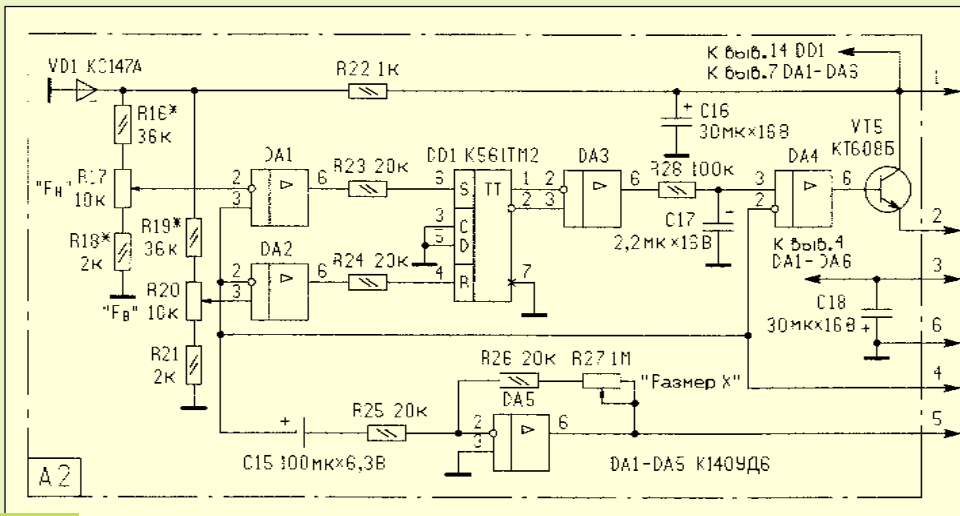 К выв.14 DD1
К выв.7 DA1-DA6
VD1 КС147А
R22 1к
1
R16*
36к
+ C16
30мк×16В
VT5
КТ608Б
DA1
R23 20к
DD1 К561ТМ2
DA3
R28 100к
DA4
"Fн"
R17
10к
2
3
6
6
S
TT
1
2
2
3
6
3
2
6
R19*
36к
R18*
2к
DA2
3
C
5
D
C17
2,2мк×16В
2
К выв.4
DA1-DA6
3
R20
10к
"Fв"
2
3
6
R24 20к
4
R
7
C18
30мк×16В
+
6
R21
2к
R26 20к
R27 1М
"Размер X"
4
DA5
R25 20к
2
3
6
5
+
C15 100мк×6,3В
DA1-DA5 К140УД6
A2